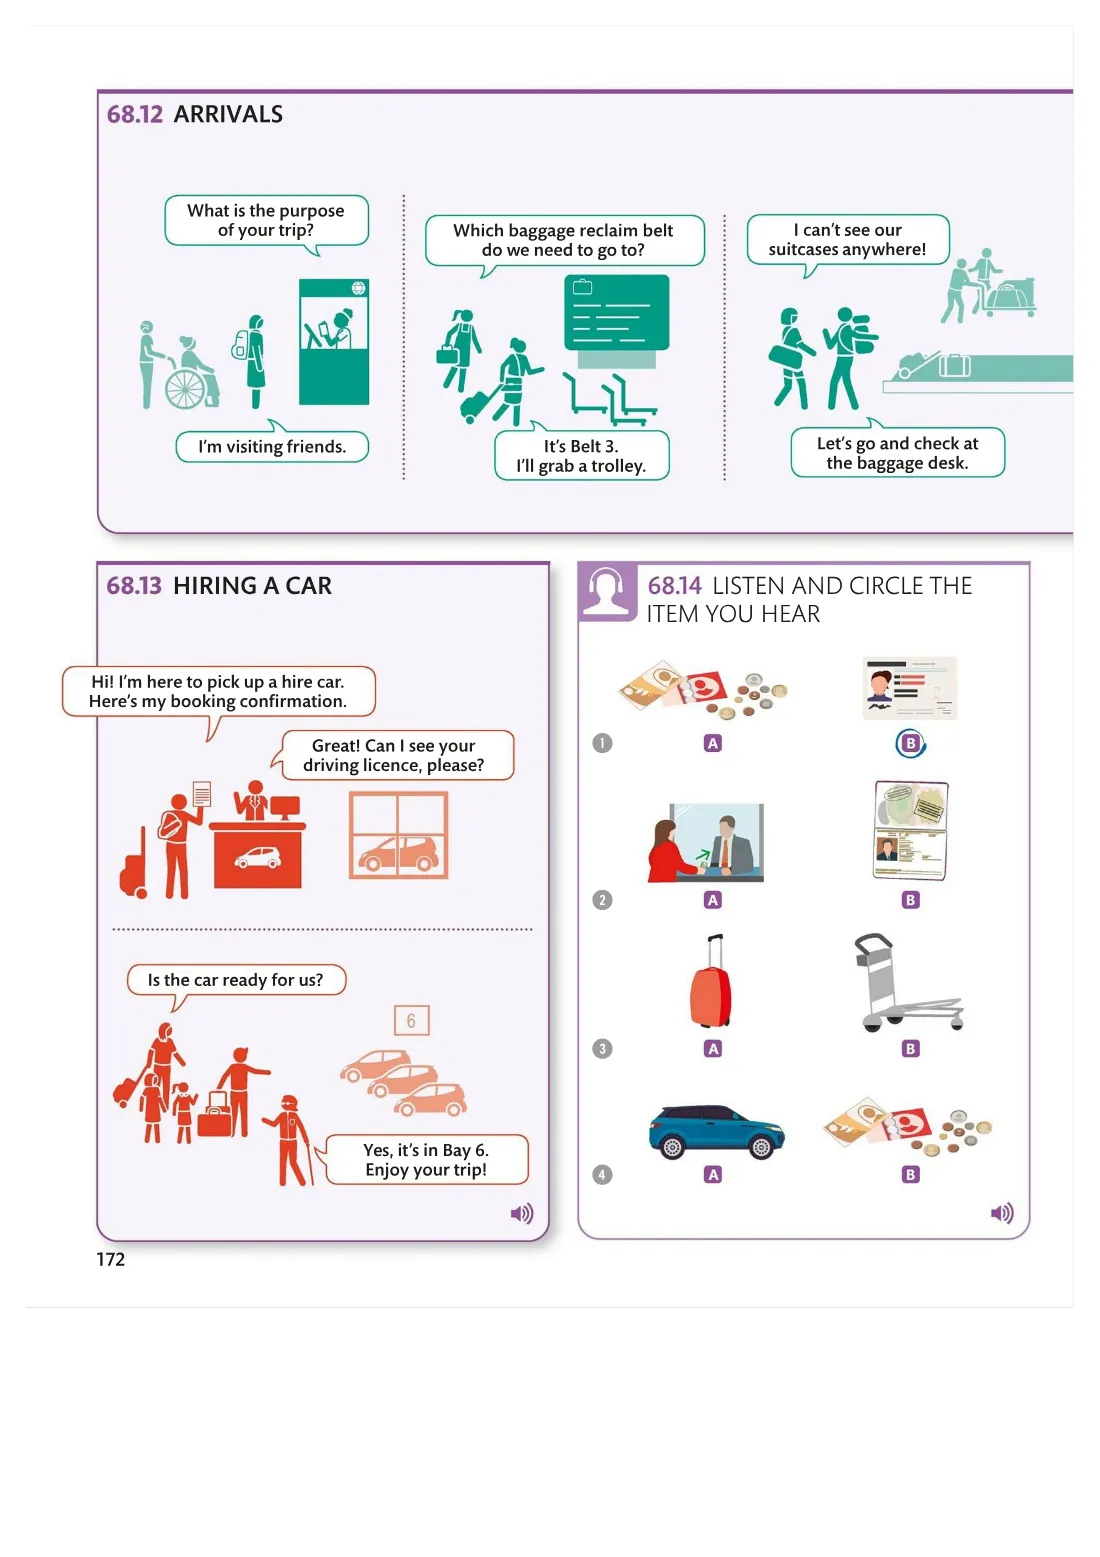 68.12 ARRIVALS
What is the purpose
of your trip?
I'm visiting friends.
Which baggage reclaim belt
do we need to go to?
It's Belt 3.
I'll grab a trolley.
I can't see our
suitcases anywhere!
Let's go and check at
the baggage desk.
68.13 HIRING A CAR
Hi! I'm here to pick up a hire car.
Here's my booking confirmation.
Great! Can I see your
driving licence, please?
Is the car ready for us?
6
Yes, it's in Bay 6.
Enjoy your trip!
68.14 LISTEN AND CIRCLE THE
ITEM YOU HEAR
1
A
B
2
A
B
3
A
B
4
A
B
172